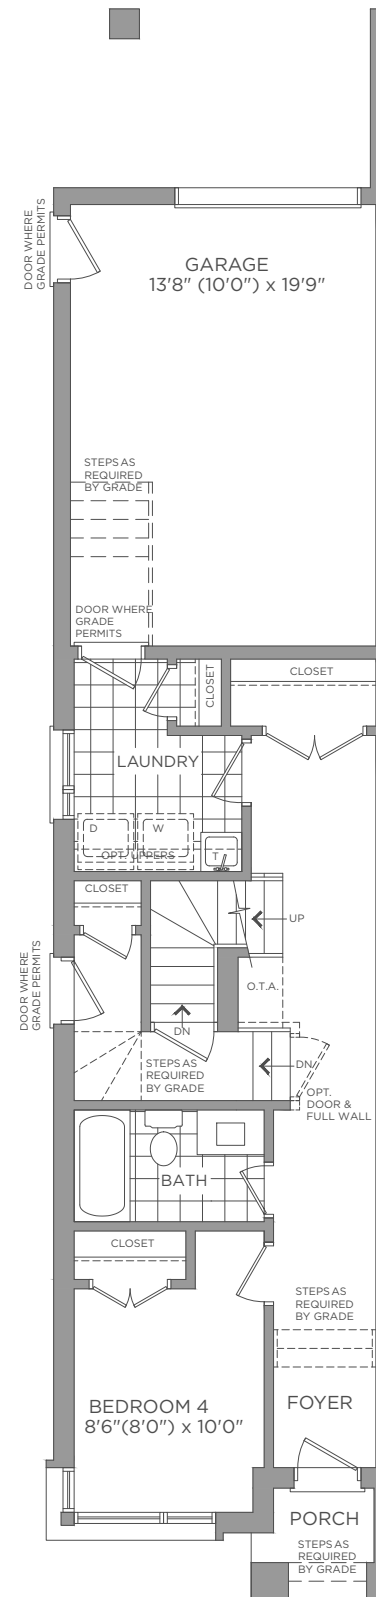 DOOR WHERE
GRADE PERMITS
GARAGE
13'8" (10'0") x 19'9"
STEPS AS
REQUIRED
BY GRADE
DOOR WHERE
GRADE
PERMITS
CLOSET
CLOSET
LAUNDRY
D
W
OPT. UPPERS
T
CLOSET
UP
DOOR WHERE
GRADE PERMITS
O.T.A.
DN
STEPS AS
REQUIRED
BY GRADE
DN
OPT.
DOOR &
FULL WALL
BATH
CLOSET
STEPS AS
REQUIRED
BY GRADE
BEDROOM 4
8'6"(8'0") x 10'0"
FOYER
PORCH
STEPS AS
REQUIRED
BY GRADE